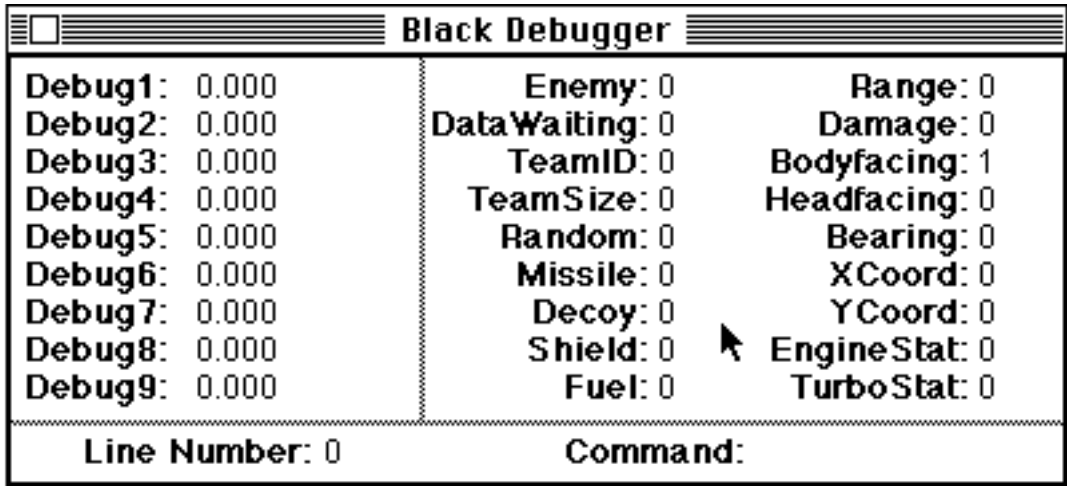 Black Debugger
Debug1: 0.000 Enemy: 0 Range: 0
Debug2: 0.000 DataWaiting: 0 Damage: 0
Debug3: 0.000 TeamID: 0 Bodyfacing: 1
Debug4: 0.000 TeamSize: 0 Headfacing: 0
Debug5: 0.000 Random: 0 Bearing: 0
Debug6: 0.000 Missile: 0 XCoord: 0
Debug7: 0.000 Decoy: 0 YCoord: 0
Debug8: 0.000 Shield: 0 EngineStat: 0
Debug9: 0.000 Fuel: 0 TurboStat: 0
Line Number: 0 Command: